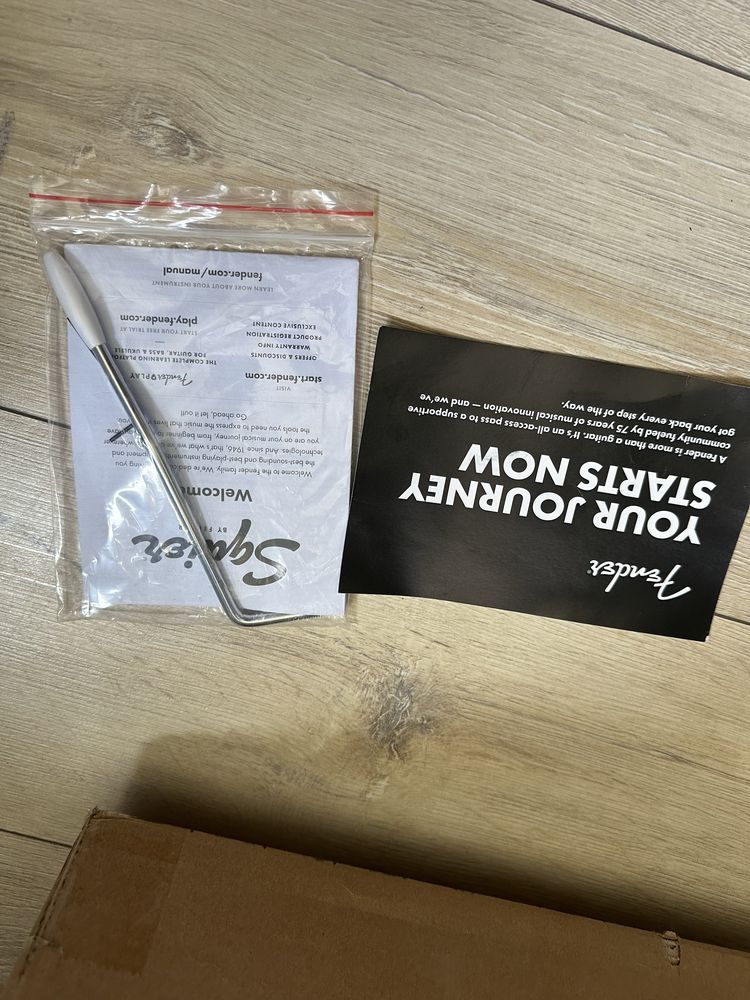 Squier
BY FE
Welcome
Welcome to the Fender family. We're giving you
the best-sounding and best-playing instruments,
technologies. And since 1946, that's what we
you are on your musical journey, from beginner to
the tools you need to express the music that lives
Go ahead, let it out!
VISIT
start.fender.com
OFFERS & DISCOUNTS
WARRANTY INFO
PRODUCT REGISTRATION
EXCLUSIVE CONTENT
Fender PLAY
THE COMPLETE LEARNING
FOR GUITAR, BASS & UKULELE
START YOUR FREE TRIAL AT
play.fender.com
LEARN MORE ABOUT YOUR INSTRUMENT
fender.com/manual
Fender
YOUR JOURNEY
STARTS NOW
A Fender is more than a guitar. It's an all-access pass to a supportive
community fueled by 75 years of musical innovation — and we've
got your back every step of the way.